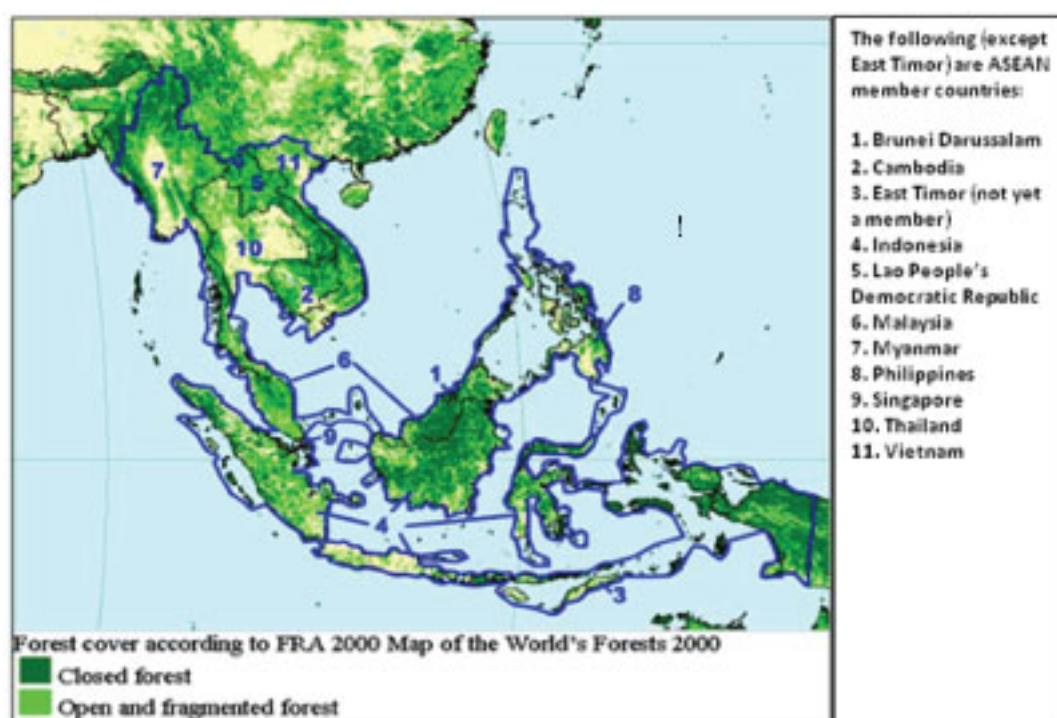 The following (except
East Timor) are ASEAN
member countries:
1. Brunei Darussalam
2. Cambodia
3. East Timor (not yet
a member)
4. Indonesia
5. Lao People's
Democratic Republic
6. Malaysia
7. Myanmar
8. Philippines
9. Singapore
10. Thailand
11. Vietnam
7
11
5
10
2
!
8
6
1
9
4
3
Forest cover according to FRA 2000 Map of the World's Forests 2000
Closed forest
Open and fragmented forest